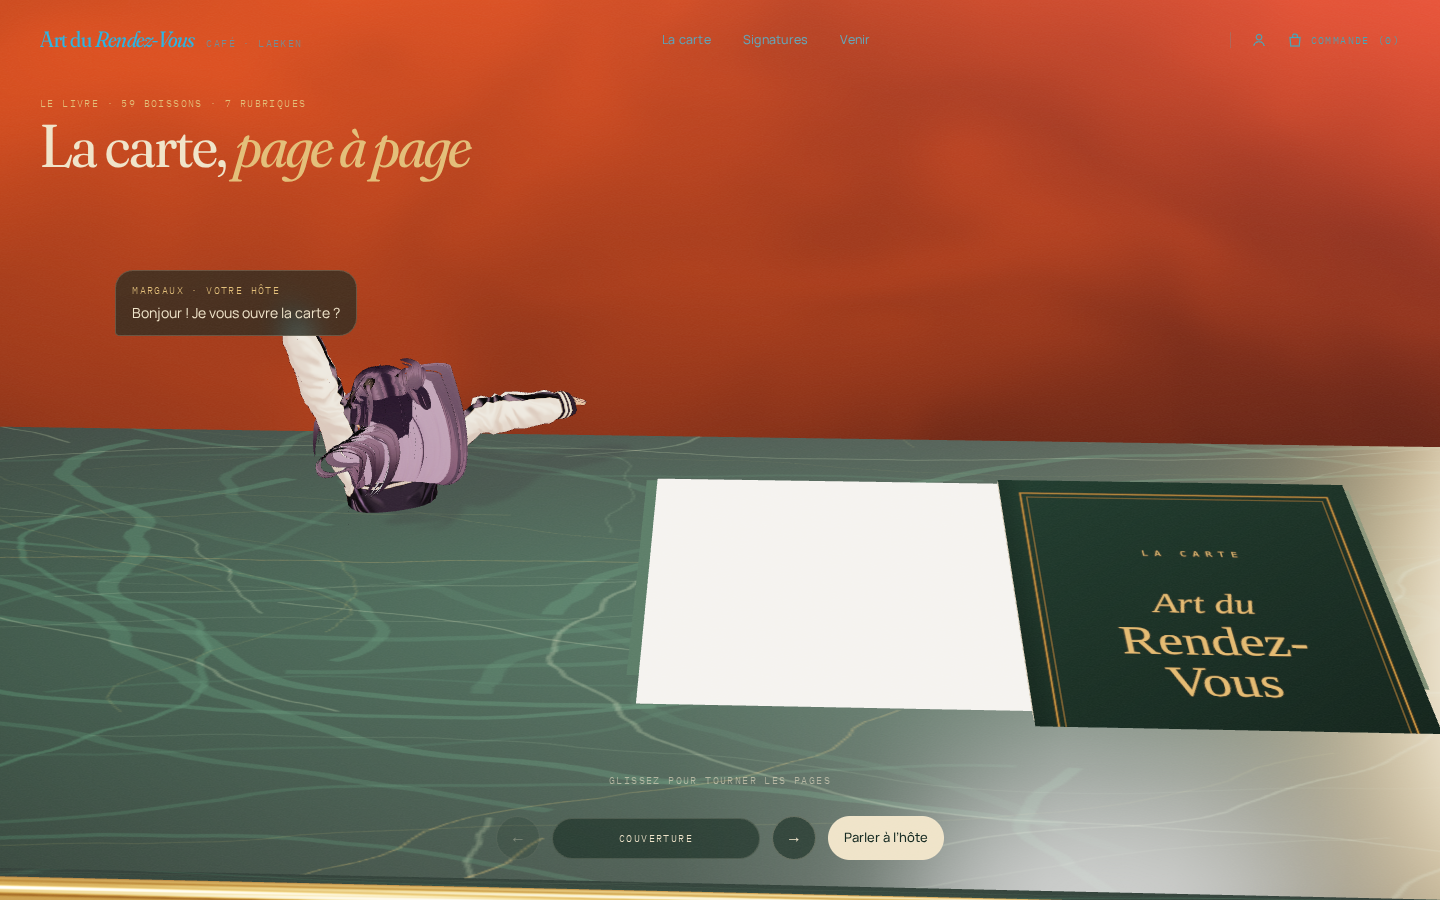 Art du Rendez-Vous CAFÉ LAEKEN
La carte Signatures Venir
COMMANDE (0)
LE LIVRE · 59 BOISSONS · 7 RUBRIQUES
La carte, page à page
MARGAUX · VOTRE HÔTE
Bonjour ! Je vous ouvre la carte ?
LA CARTE
Art du
Rendez-
Vous
GLISSEZ POUR TOURNER LES PAGES
← COUVERTURE → Parler à l'hôte